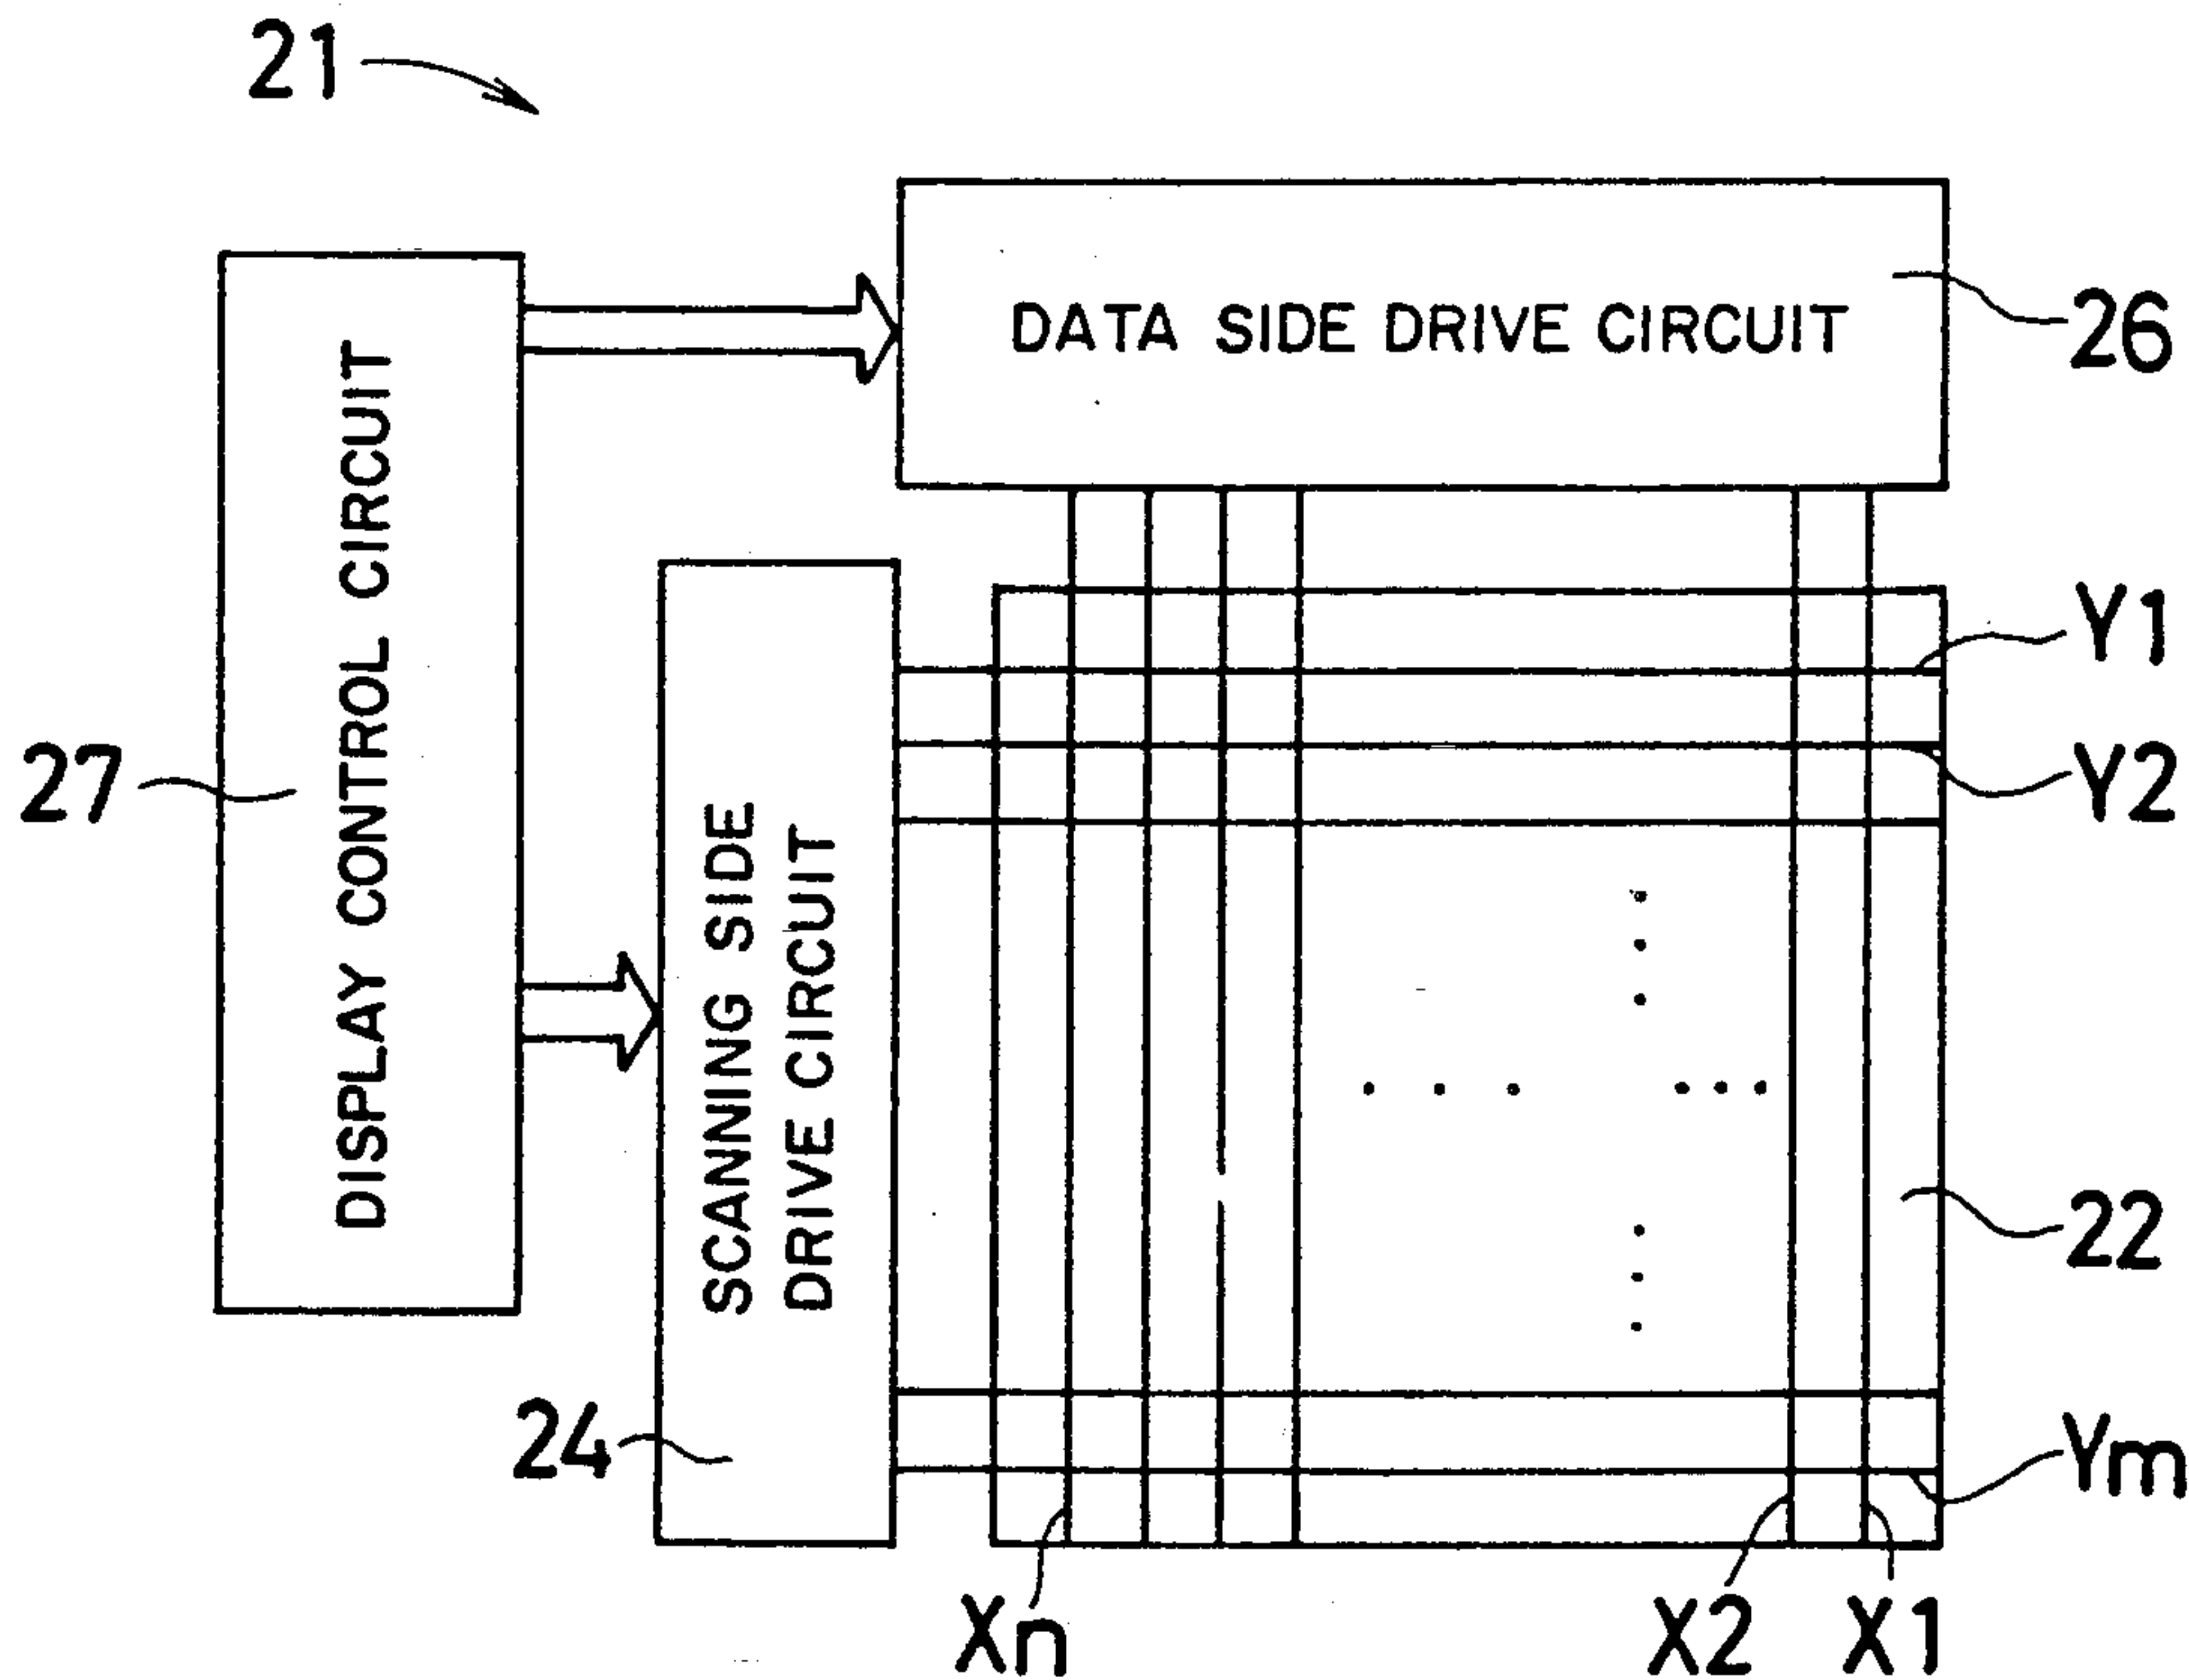 21
DATA SIDE DRIVE CIRCUIT
26
DISPLAY CONTROL CIRCUIT
27
SCANNING SIDE
DRIVE CIRCUIT
24
Y1
Y2
22
Ym
Xn
X2
X1